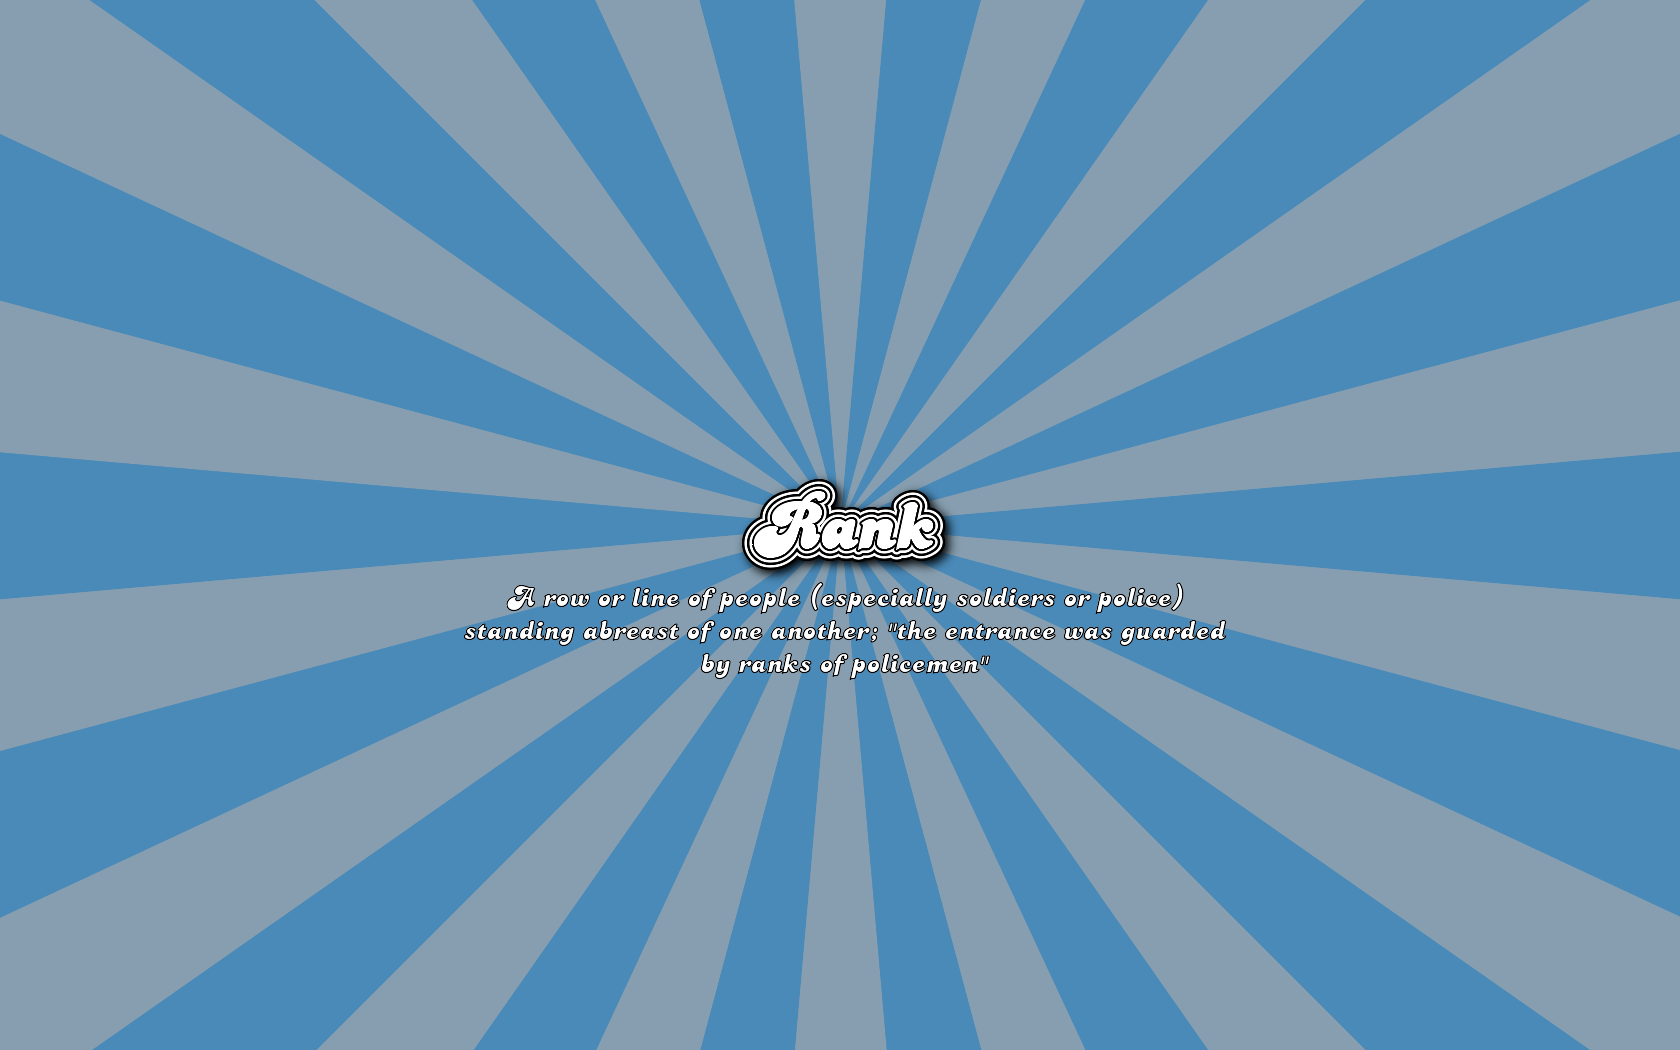 Rank
A row or line of people (especially soldiers or police)
standing abreast of one another; "the entrance was guarded
by ranks of policemen"